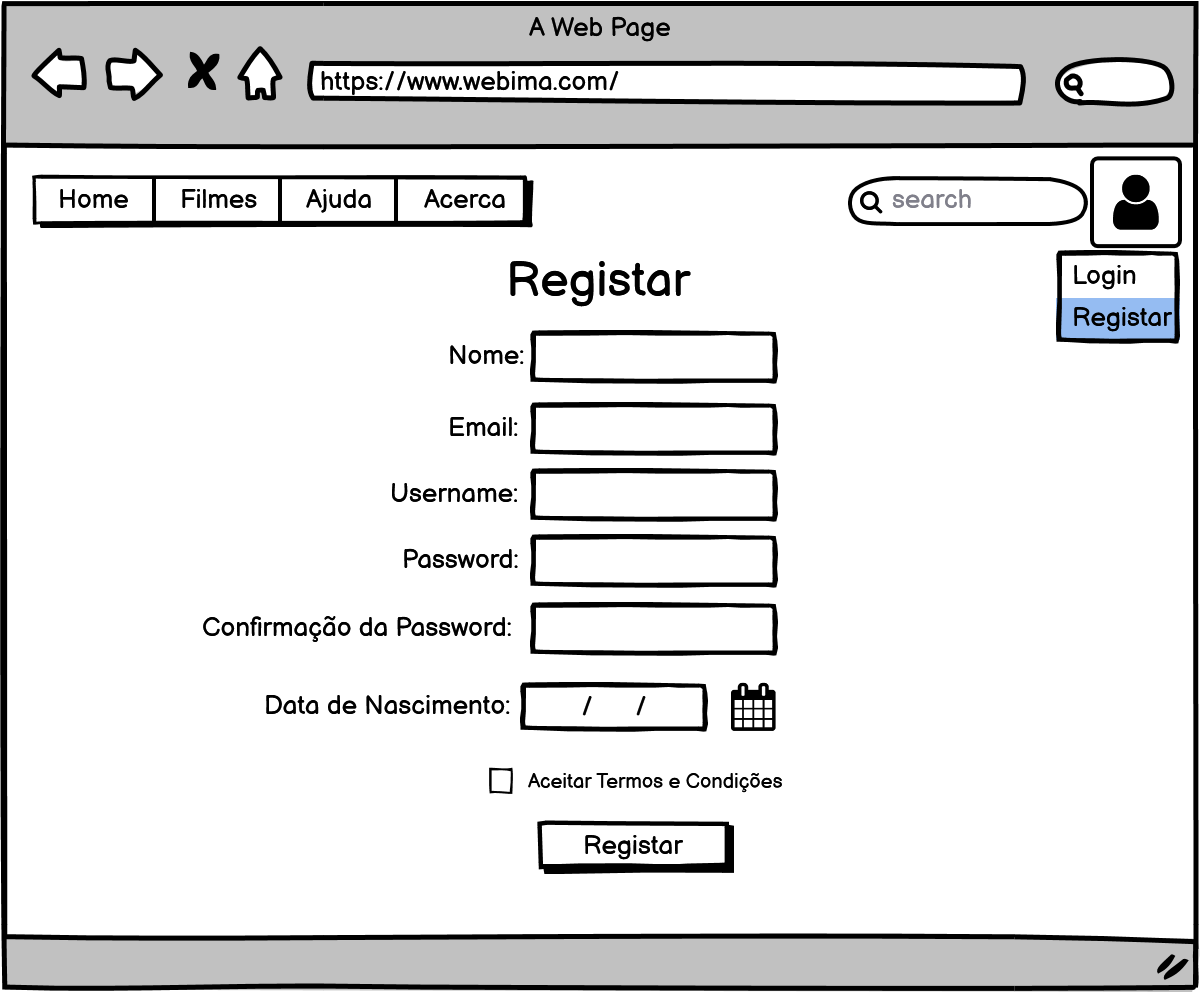 A Web Page
https://www.webima.com/
Home Filmes Ajuda Acerca search
Registar
Login
Registar
Nome:
Email:
Username:
Password:
Confirmação da Password:
Data de Nascimento: / /
Aceitar Termos e Condições
Registar